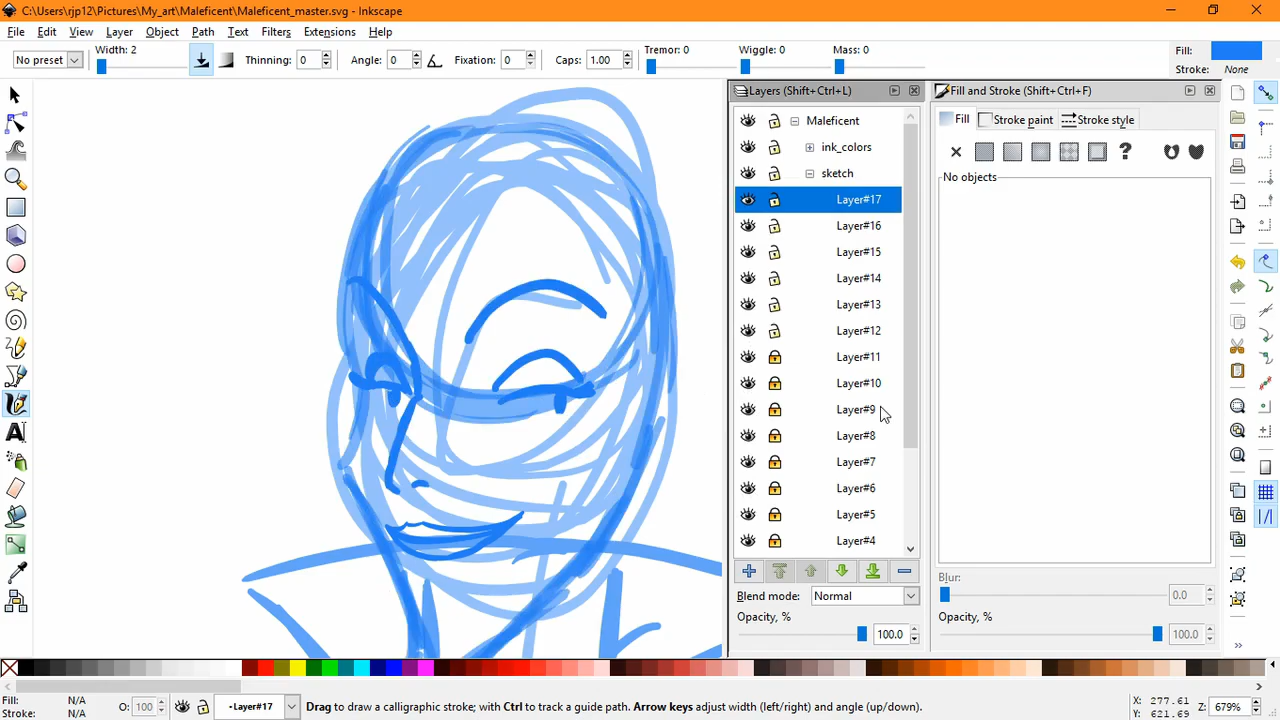 C:\Users\rjp12\Pictures\My_art\Maleficent\Maleficent_master.svg - Inkscape
File Edit View Layer Object Path Text Filters Extensions Help
No preset Width: 2 Thinning: 0 Angle: 0 Fixation: 0 Caps: 1.00 Tremor: 0 Wiggle: 0 Mass: 0 Fill:
Stroke: None
Layers (Shift+Ctrl+L)
Maleficent
ink_colors
sketch
Layer#17
Layer#16
Layer#15
Layer#14
Layer#13
Layer#12
Layer#11
Layer#10
Layer#9
Layer#8
Layer#7
Layer#6
Layer#5
Layer#4
Blend mode: Normal
Opacity, %
100.0
Fill and Stroke (Shift+Ctrl+F)
Fill Stroke paint Stroke style
?
No objects
Blur:
0.0
Opacity, %
100.0
Fill: N/A
Stroke: N/A
O: 100
•Layer#17
Drag to draw a calligraphic stroke; with Ctrl to track a guide path. Arrow keys adjust width (left/right) and angle (up/down).
X: 277.61
Y: 621.69
Z: 679%